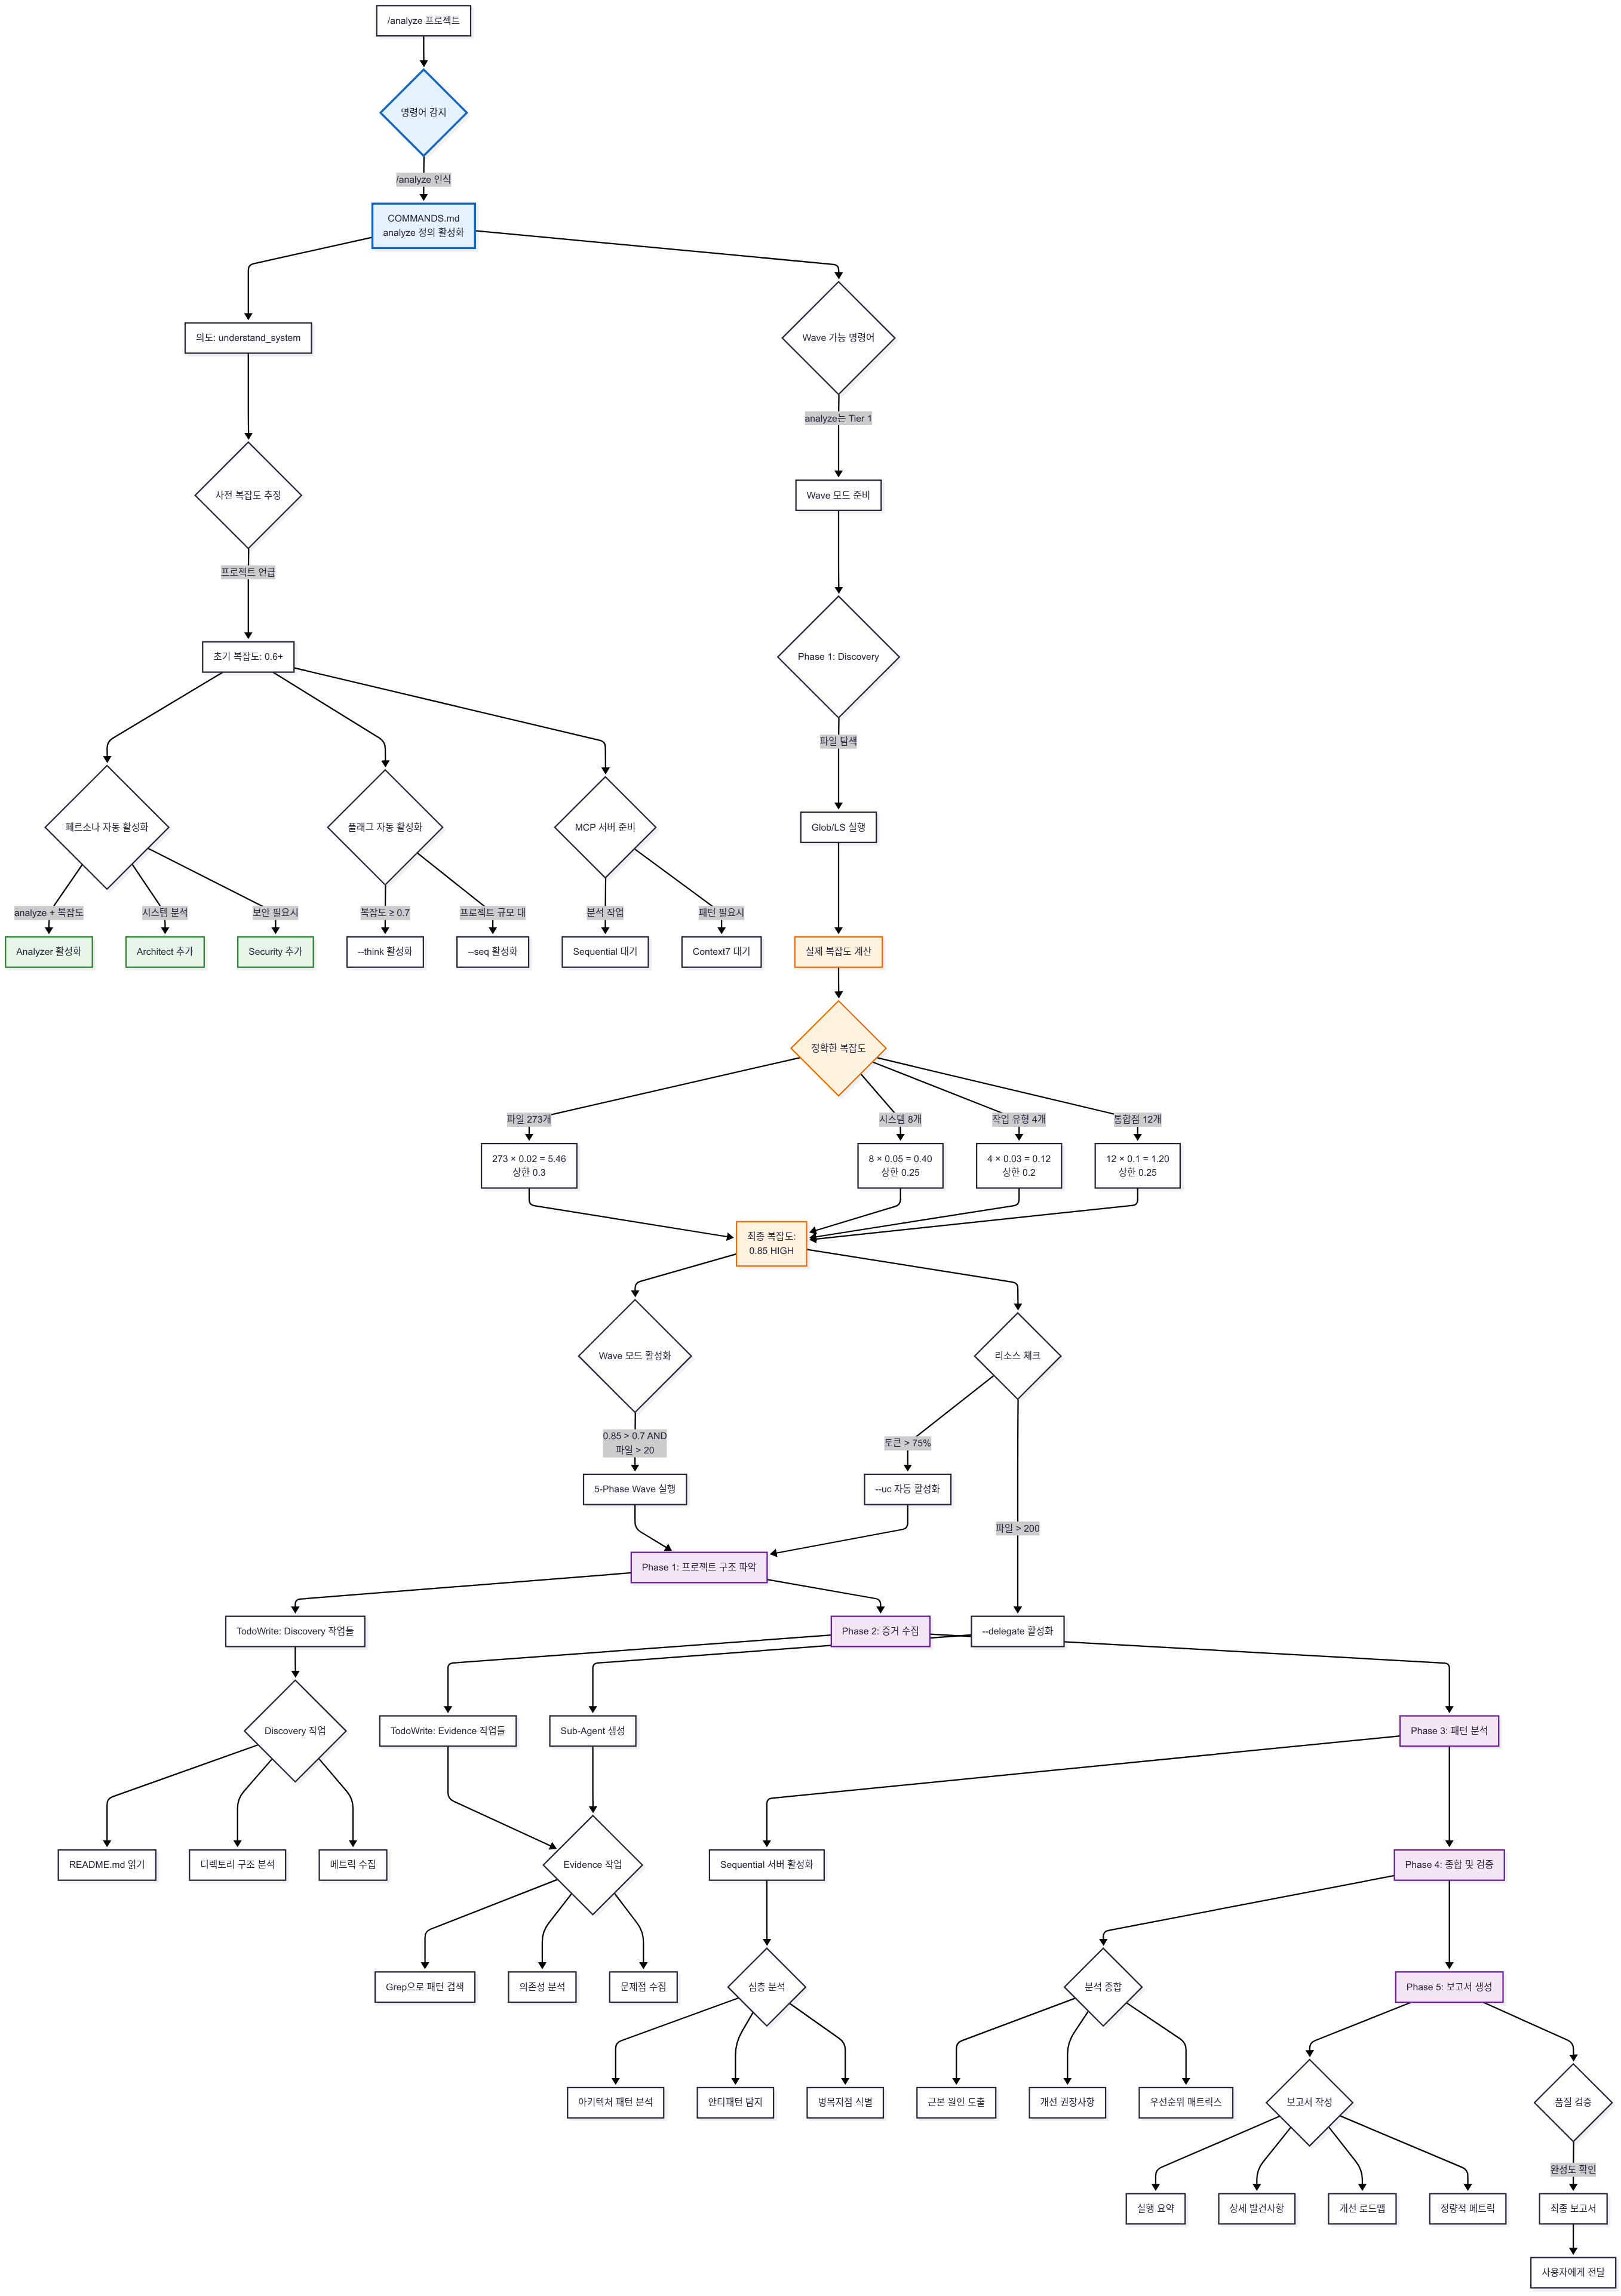 /analyze 프로젝트
명령어 감지
/analyze 인식
COMMANDS.md
analyze 정의 활성화
의도: understand_system
Wave 가능 명령어
analyze는 Tier 1
사전 복잡도 추정
Wave 모드 준비
프로젝트 언급
초기 복잡도: 0.6+
Phase 1: Discovery
파일 탐색
페르소나 자동 활성화
플래그 자동 활성화
MCP 서버 준비
Glob/LS 실행
analyze + 복잡도
시스템 분석
보안 필요시
복잡도 ≥ 0.7
프로젝트 규모 대
분석 작업
패턴 필요시
Analyzer 활성화
Architect 추가
Security 추가
--think 활성화
--seq 활성화
Sequential 대기
Context7 대기
실제 복잡도 계산
정확한 복잡도
파일 273개
시스템 8개
작업 유형 4개
통합점 12개
273 × 0.02 = 5.46
상한 0.3
8 × 0.05 = 0.40
상한 0.25
4 × 0.03 = 0.12
상한 0.2
12 × 0.1 = 1.20
상한 0.25
최종 복잡도:
0.85 HIGH
Wave 모드 활성화
리소스 체크
0.85 > 0.7 AND
파일 > 20
토큰 > 75%
5-Phase Wave 실행
--uc 자동 활성화
파일 > 200
Phase 1: 프로젝트 구조 파악
TodoWrite: Discovery 작업들
Phase 2: 증거 수집
--delegate 활성화
Discovery 작업
TodoWrite: Evidence 작업들
Sub-Agent 생성
Phase 3: 패턴 분석
README.md 읽기
디렉토리 구조 분석
메트릭 수집
Evidence 작업
Sequential 서버 활성화
Phase 4: 종합 및 검증
Grep으로 패턴 검색
의존성 분석
문제점 수집
심층 분석
분석 종합
Phase 5: 보고서 생성
아키텍처 패턴 분석
안티패턴 탐지
병목지점 식별
근본 원인 도출
개선 권장사항
우선순위 매트릭스
보고서 작성
품질 검증
완성도 확인
실행 요약
상세 발견사항
개선 로드맵
정량적 메트릭
최종 보고서
사용자에게 전달